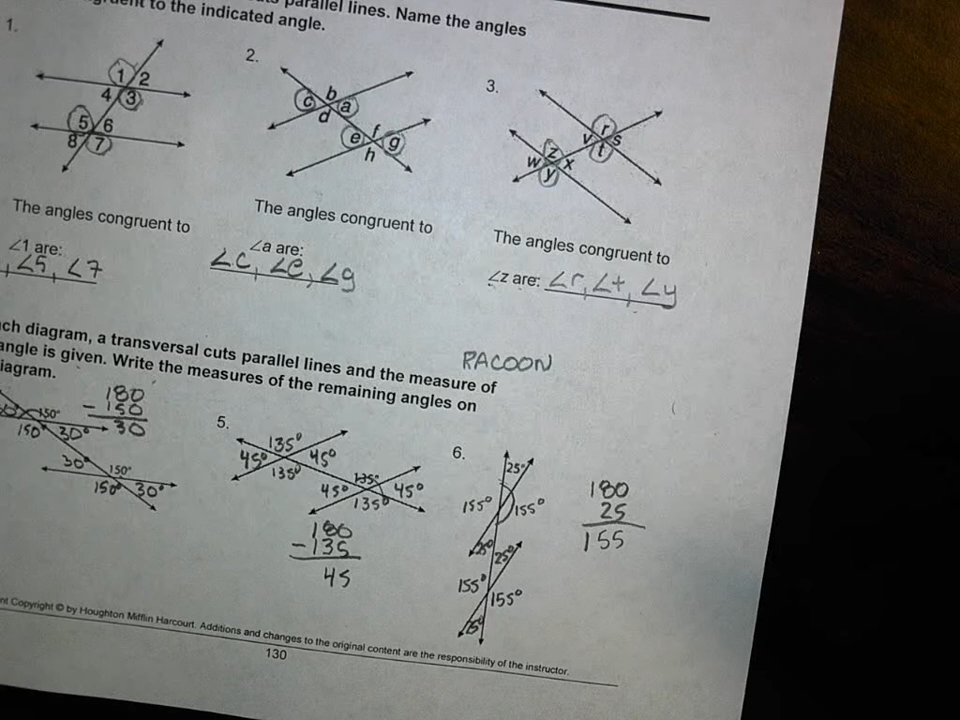 parallel lines. Name the angles
to the indicated angle.
1.
1 2
4 3
5 6
8 7
The angles congruent to
∠1 are:
, ∠5, ∠7
2.
b
c a
d
f
e g
h
The angles congruent to
∠a are:
∠c, ∠e, ∠g
3.
r
v s
t
z
w x
y
The angles congruent to
∠z are: ∠r, ∠t, ∠y
diagram, a transversal cuts parallel lines and the measure of
angle is given. Write the measures of the remaining angles on
RACOON
150°
150° 30°
30° 150°
150° 30°
180
- 150
30
5.
135°
45° 45°
135°
135°
45° 45°
135°
180
- 135
45
6.
25°
155° 155°
25°
25°
155° 155°
25°
180
25
155
Copyright © by Houghton Mifflin Harcourt. Additions and changes to the original content are the responsibility of the instructor.
130